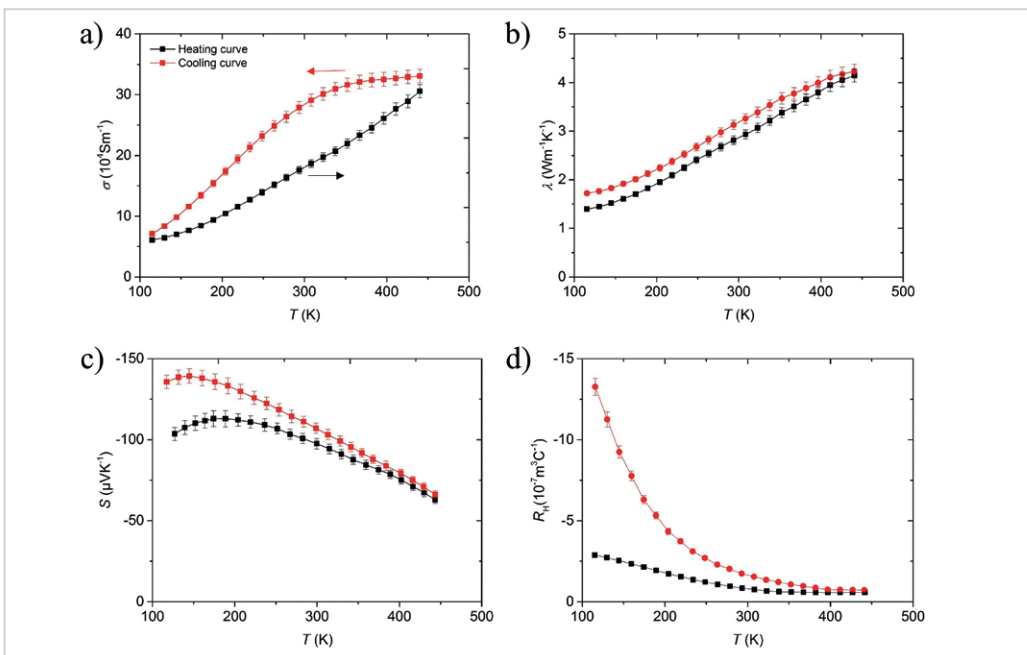 a)
Heating curve
Cooling curve
σ (10⁴Sm⁻¹)
40
30
20
10
0
100
200
300
400
500
T (K)
b)
λ (Wm⁻¹K⁻¹)
5
4
3
2
1
0
100
200
300
400
500
T (K)
c)
S (µVK⁻¹)
-150
-100
-50
0
100
200
300
400
500
T (K)
d)
R_H(10⁻⁷m³C⁻¹)
-15
-10
-5
0
100
200
300
400
500
T (K)